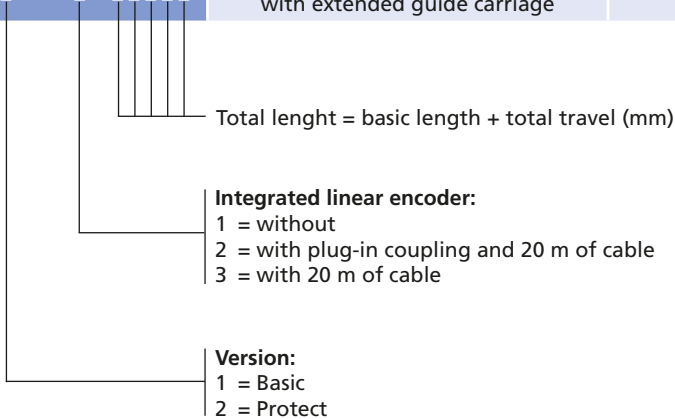 with extended guide carriage
Total lenght = basic length + total travel (mm)
Integrated linear encoder:
1 = without
2 = with plug-in coupling and 20 m of cable
3 = with 20 m of cable
Version:
1 = Basic
2 = Protect